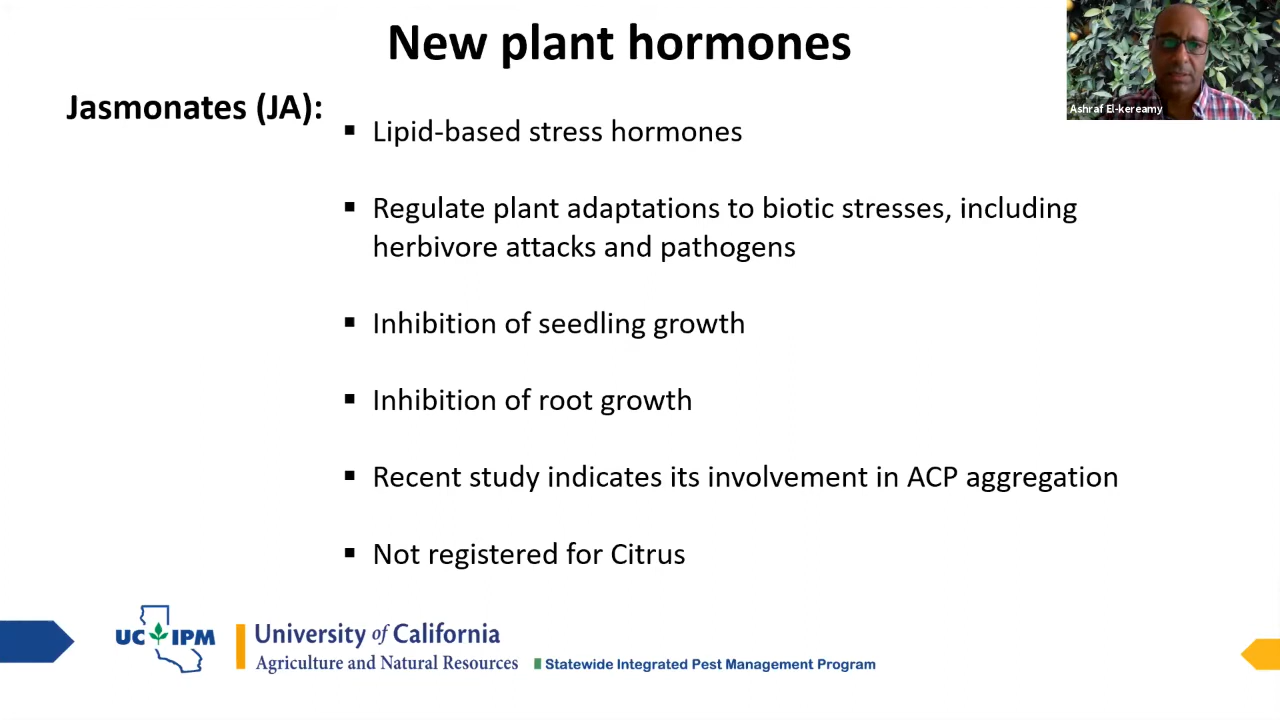 New plant hormones
Ashraf El-kereamy
Jasmonates (JA):
▪ Lipid-based stress hormones
▪ Regulate plant adaptations to biotic stresses, including
herbivore attacks and pathogens
▪ Inhibition of seedling growth
▪ Inhibition of root growth
▪ Recent study indicates its involvement in ACP aggregation
▪ Not registered for Citrus
UC IPM
University of California
Agriculture and Natural Resources
Statewide Integrated Pest Management Program